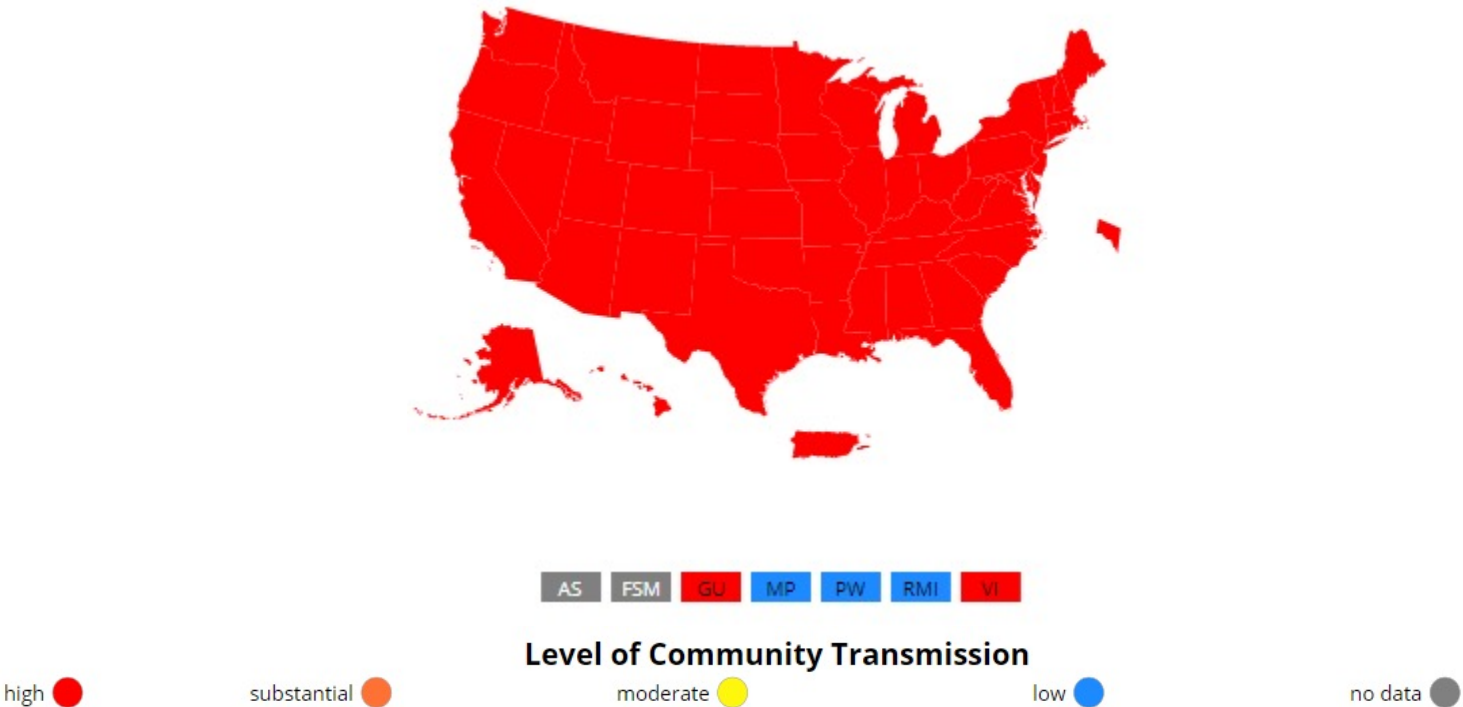 AS FSM GU MP PW RMI VI
Level of Community Transmission
high substantial moderate low no data